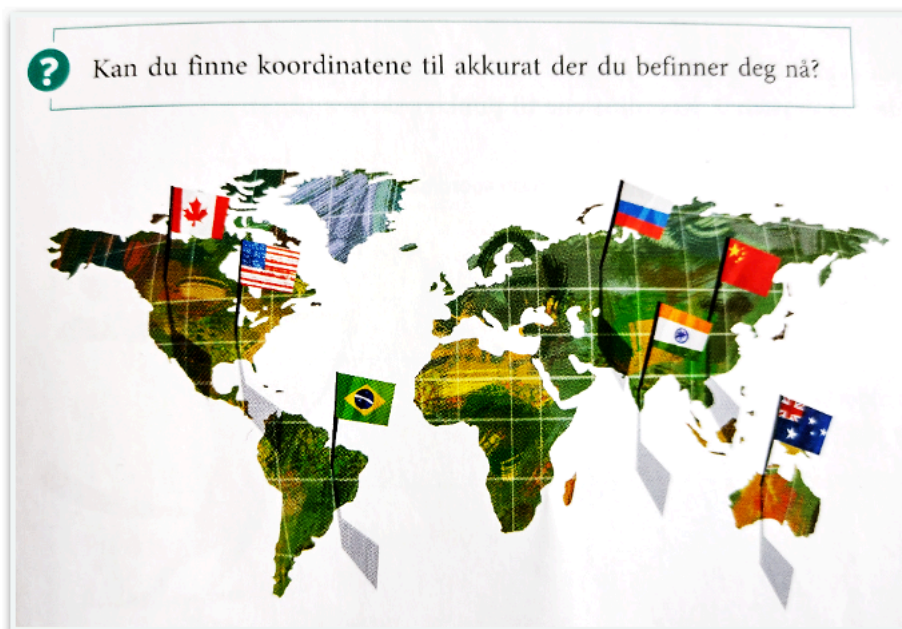 ?
Kan du finne koordinatene til akkurat der du befinner deg nå?